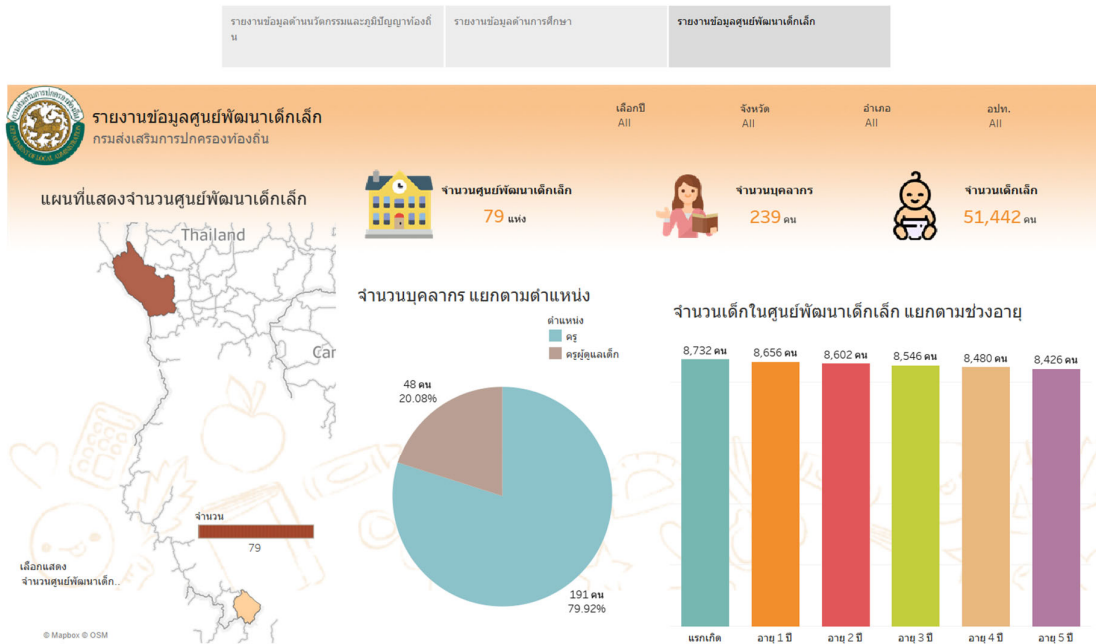 รายงานข้อมูลด้านนวัตกรรมและภูมิปัญญาท้องถิ่
น
รายงานข้อมูลด้านการศึกษา
รายงานข้อมูลศูนย์พัฒนาเด็กเล็ก
รายงานข้อมูลศูนย์พัฒนาเด็กเล็ก
กรมส่งเสริมการปกครองท้องถิ่น
เลือกปี
All
จังหวัด
All
อำเภอ
All
อปท.
All
แผนที่แสดงจำนวนศูนย์พัฒนาเด็กเล็ก
จำนวนศูนย์พัฒนาเด็กเล็ก
79 แห่ง
จำนวนบุคลากร
239 คน
จำนวนเด็กเล็ก
51,442 คน
Thailand
Car
จำนวน
79
เลือกแสดง
จำนวนศูนย์พัฒนาเด็ก..
© Mapbox © OSM
จำนวนบุคลากร แยกตามตำแหน่ง
ตำแหน่ง
ครู
ครูผู้ดูแลเด็ก
48 คน
20.08%
191 คน
79.92%
จำนวนเด็กในศูนย์พัฒนาเด็กเล็ก แยกตามช่วงอายุ
8,732 คน
8,656 คน
8,602 คน
8,546 คน
8,480 คน
8,426 คน
แรกเกิด
อายุ 1 ปี
อายุ 2 ปี
อายุ 3 ปี
อายุ 4 ปี
อายุ 5 ปี